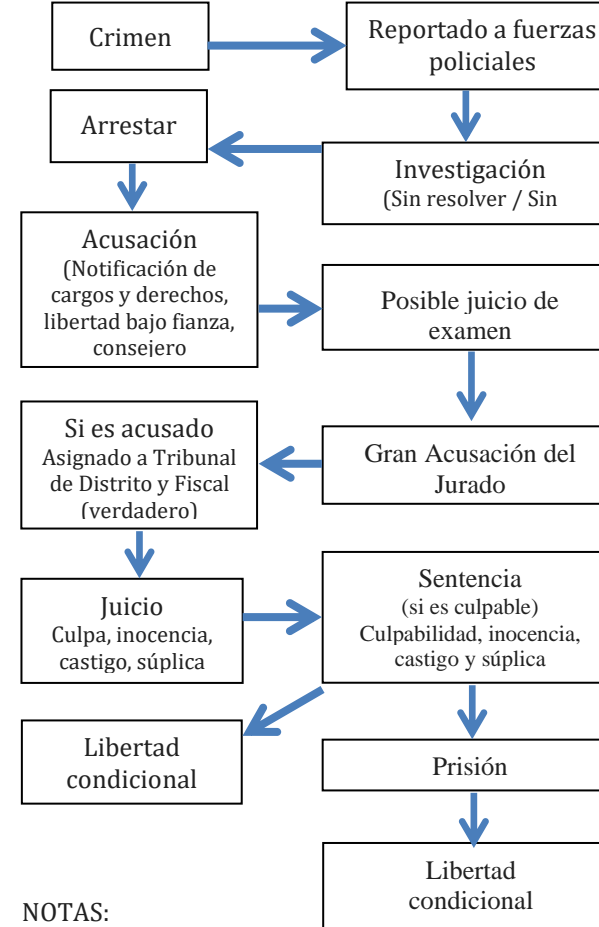 Crimen
Reportado a fuerzas
policiales
Arrestar
Investigación
(Sin resolver / Sin
Acusación
(Notificación de
cargos y derechos,
libertad bajo fianza,
consejero
Posible juicio de
examen
Si es acusado
Asignado a Tribunal
de Distrito y Fiscal
(verdadero)
Gran Acusación del
Jurado
Juicio
Culpa, inocencia,
castigo, súplica
Sentencia
(si es culpable)
Culpabilidad, inocencia,
castigo y súplica
Libertad
condicional
Prisión
Libertad
condicional
NOTAS: